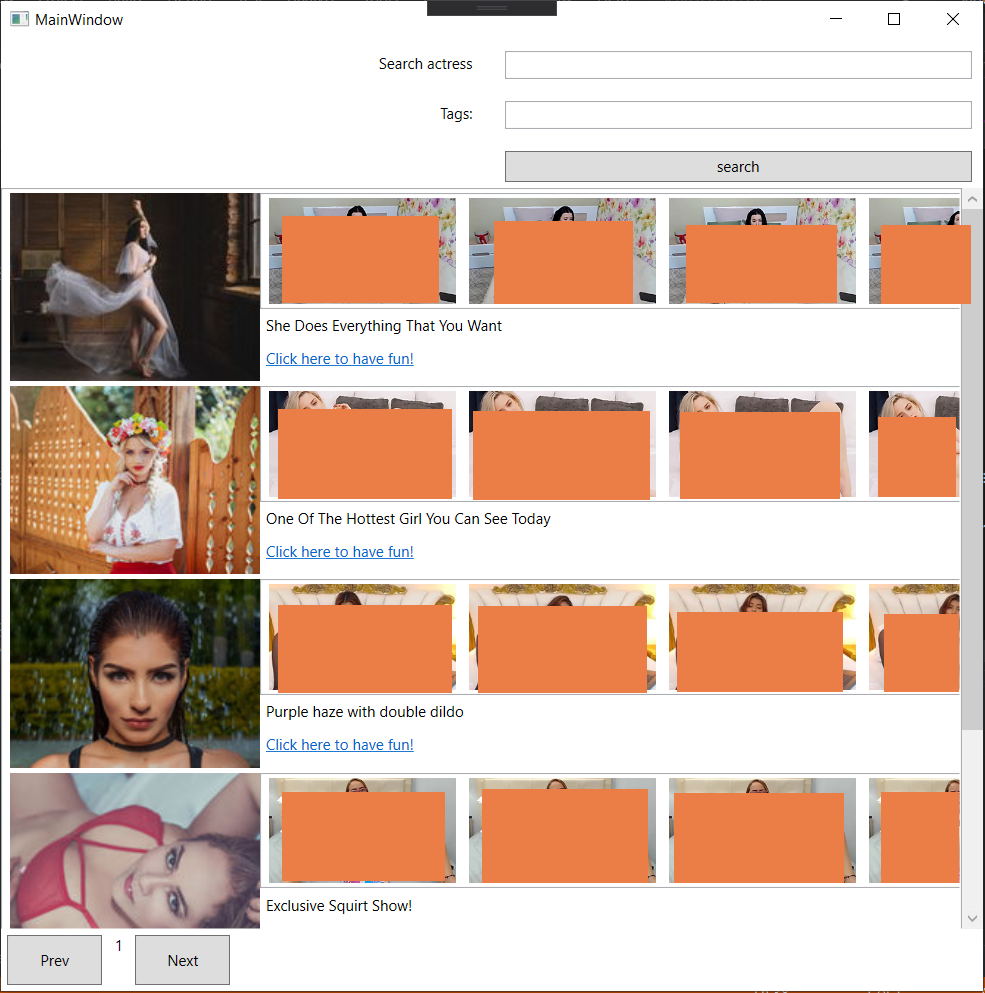 MainWindow
Search actress
Tags:
search
She Does Everything That You Want
Click here to have fun!
One Of The Hottest Girl You Can See Today
Click here to have fun!
Purple haze with double dildo
Click here to have fun!
Exclusive Squirt Show!
Prev
1
Next